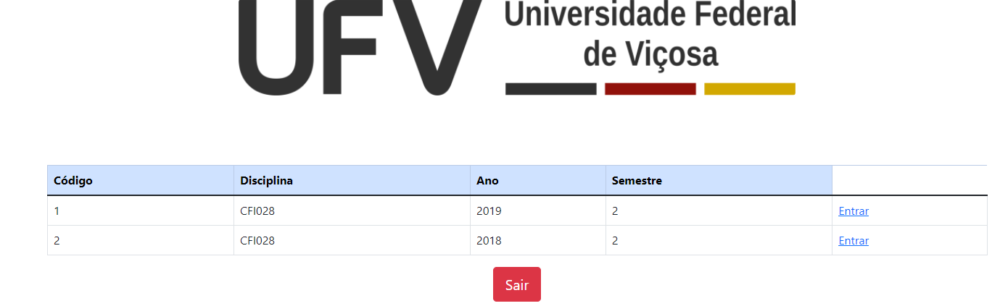 UFV
Universidade Federal
de Viçosa
Código Disciplina Ano Semestre
1 CFI028 2019 2 Entrar
2 CFI028 2018 2 Entrar
Sair